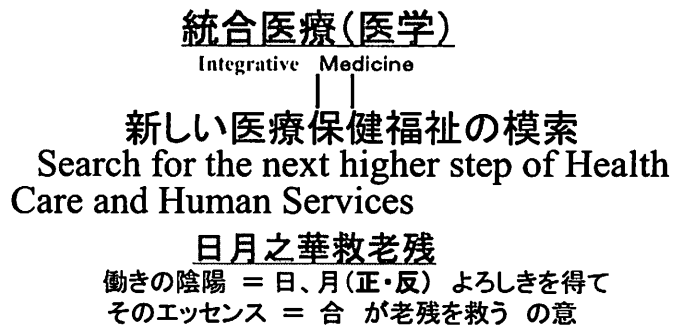 統合医療(医学)
Integrative Medicine
新しい医療保健福祉の模索
Search for the next higher step of Health
Care and Human Services
日月之華救老残
働きの陰陽 = 日、月(正・反) よろしきを得て
そのエッセンス = 合 が老残を救う の意